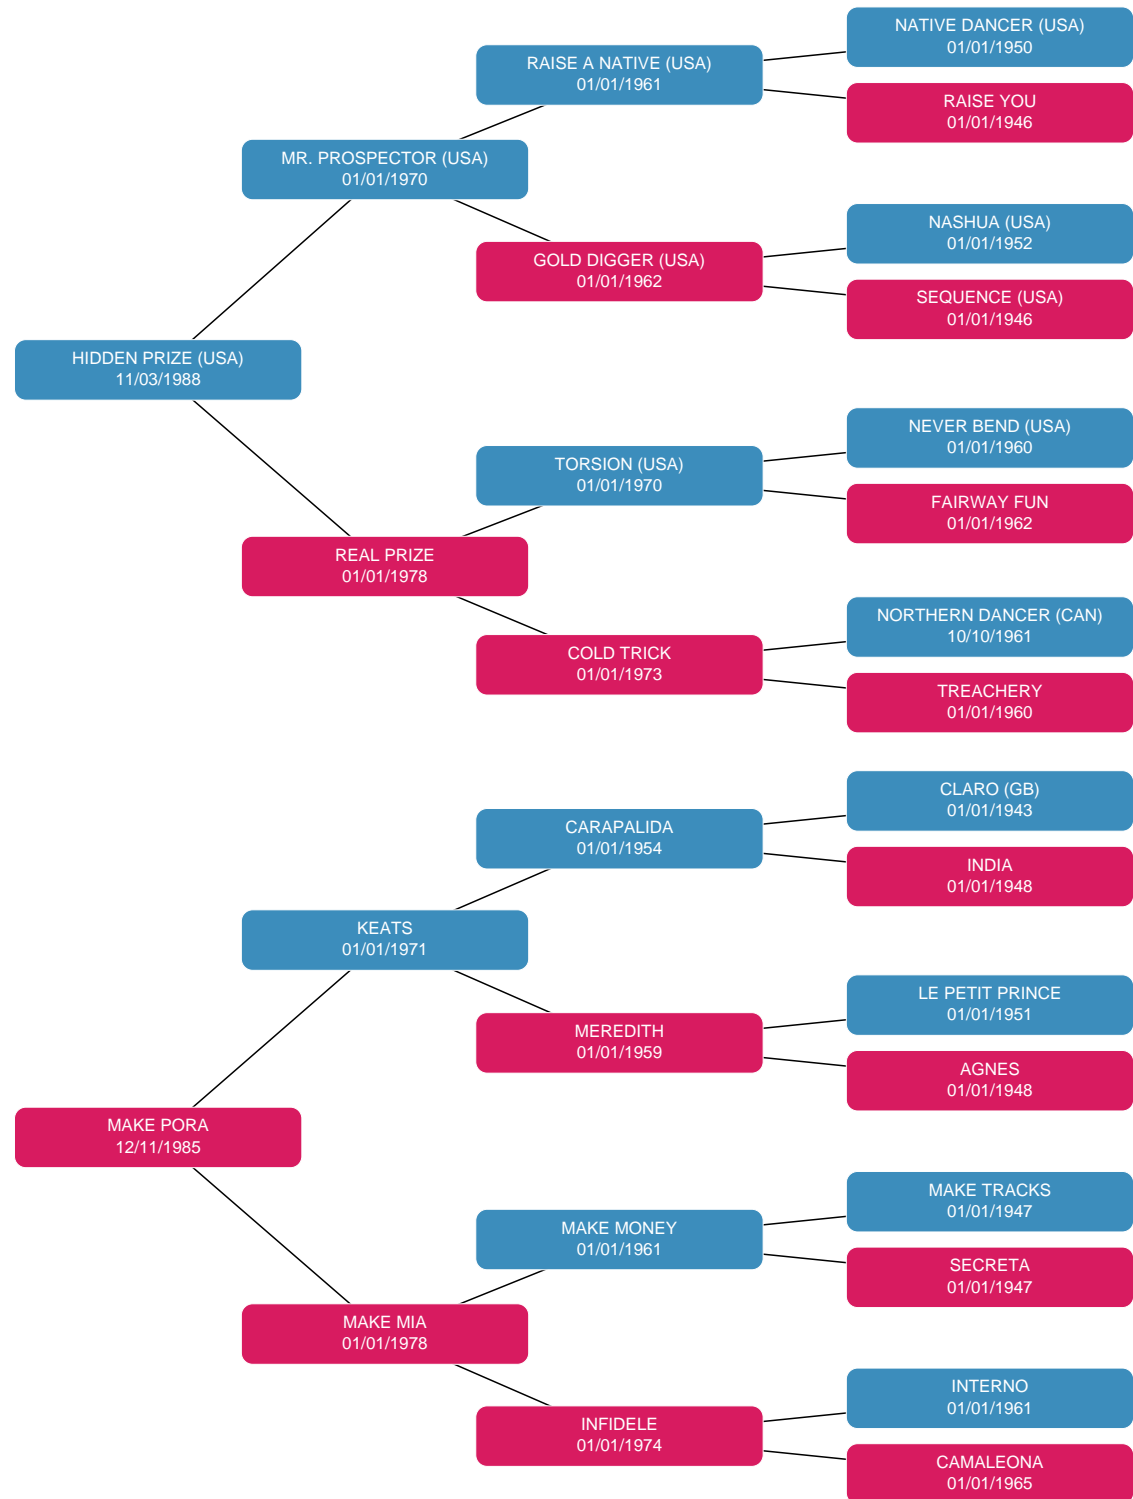 NATIVE DANCER (USA)
01/01/1950
RAISE A NATIVE (USA)
01/01/1961
RAISE YOU
01/01/1946
MR. PROSPECTOR (USA)
01/01/1970
NASHUA (USA)
01/01/1952
GOLD DIGGER (USA)
01/01/1962
SEQUENCE (USA)
01/01/1946
HIDDEN PRIZE (USA)
11/03/1988
NEVER BEND (USA)
01/01/1960
TORSION (USA)
01/01/1970
FAIRWAY FUN
01/01/1962
REAL PRIZE
01/01/1978
NORTHERN DANCER (CAN)
10/10/1961
COLD TRICK
01/01/1973
TREACHERY
01/01/1960
CLARO (GB)
01/01/1943
CARAPALIDA
01/01/1954
INDIA
01/01/1948
KEATS
01/01/1971
LE PETIT PRINCE
01/01/1951
MEREDITH
01/01/1959
AGNES
01/01/1948
MAKE PORA
12/11/1985
MAKE TRACKS
01/01/1947
MAKE MONEY
01/01/1961
SECRETA
01/01/1947
MAKE MIA
01/01/1978
INTERNO
01/01/1961
INFIDELE
01/01/1974
CAMALEONA
01/01/1965